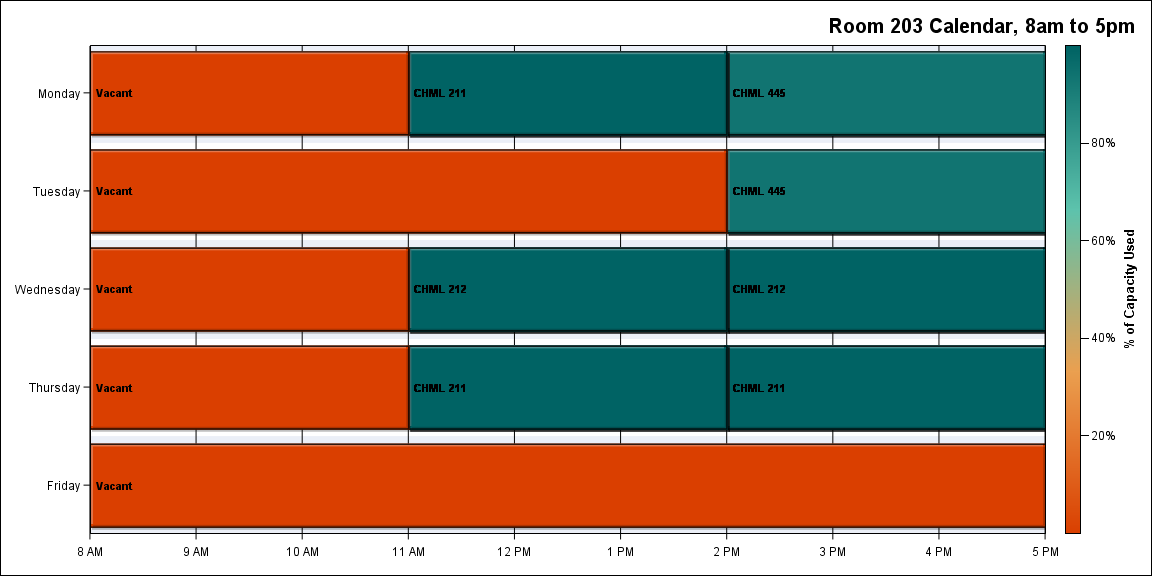 Room 203 Calendar, 8am to 5pm
Monday
Vacant
CHML 211
CHML 445
Tuesday
Vacant
CHML 445
Wednesday
Vacant
CHML 212
CHML 212
Thursday
Vacant
CHML 211
CHML 211
Friday
Vacant
8 AM
9 AM
10 AM
11 AM
12 PM
1 PM
2 PM
3 PM
4 PM
5 PM
80%
60%
40%
20%
% of Capacity Used